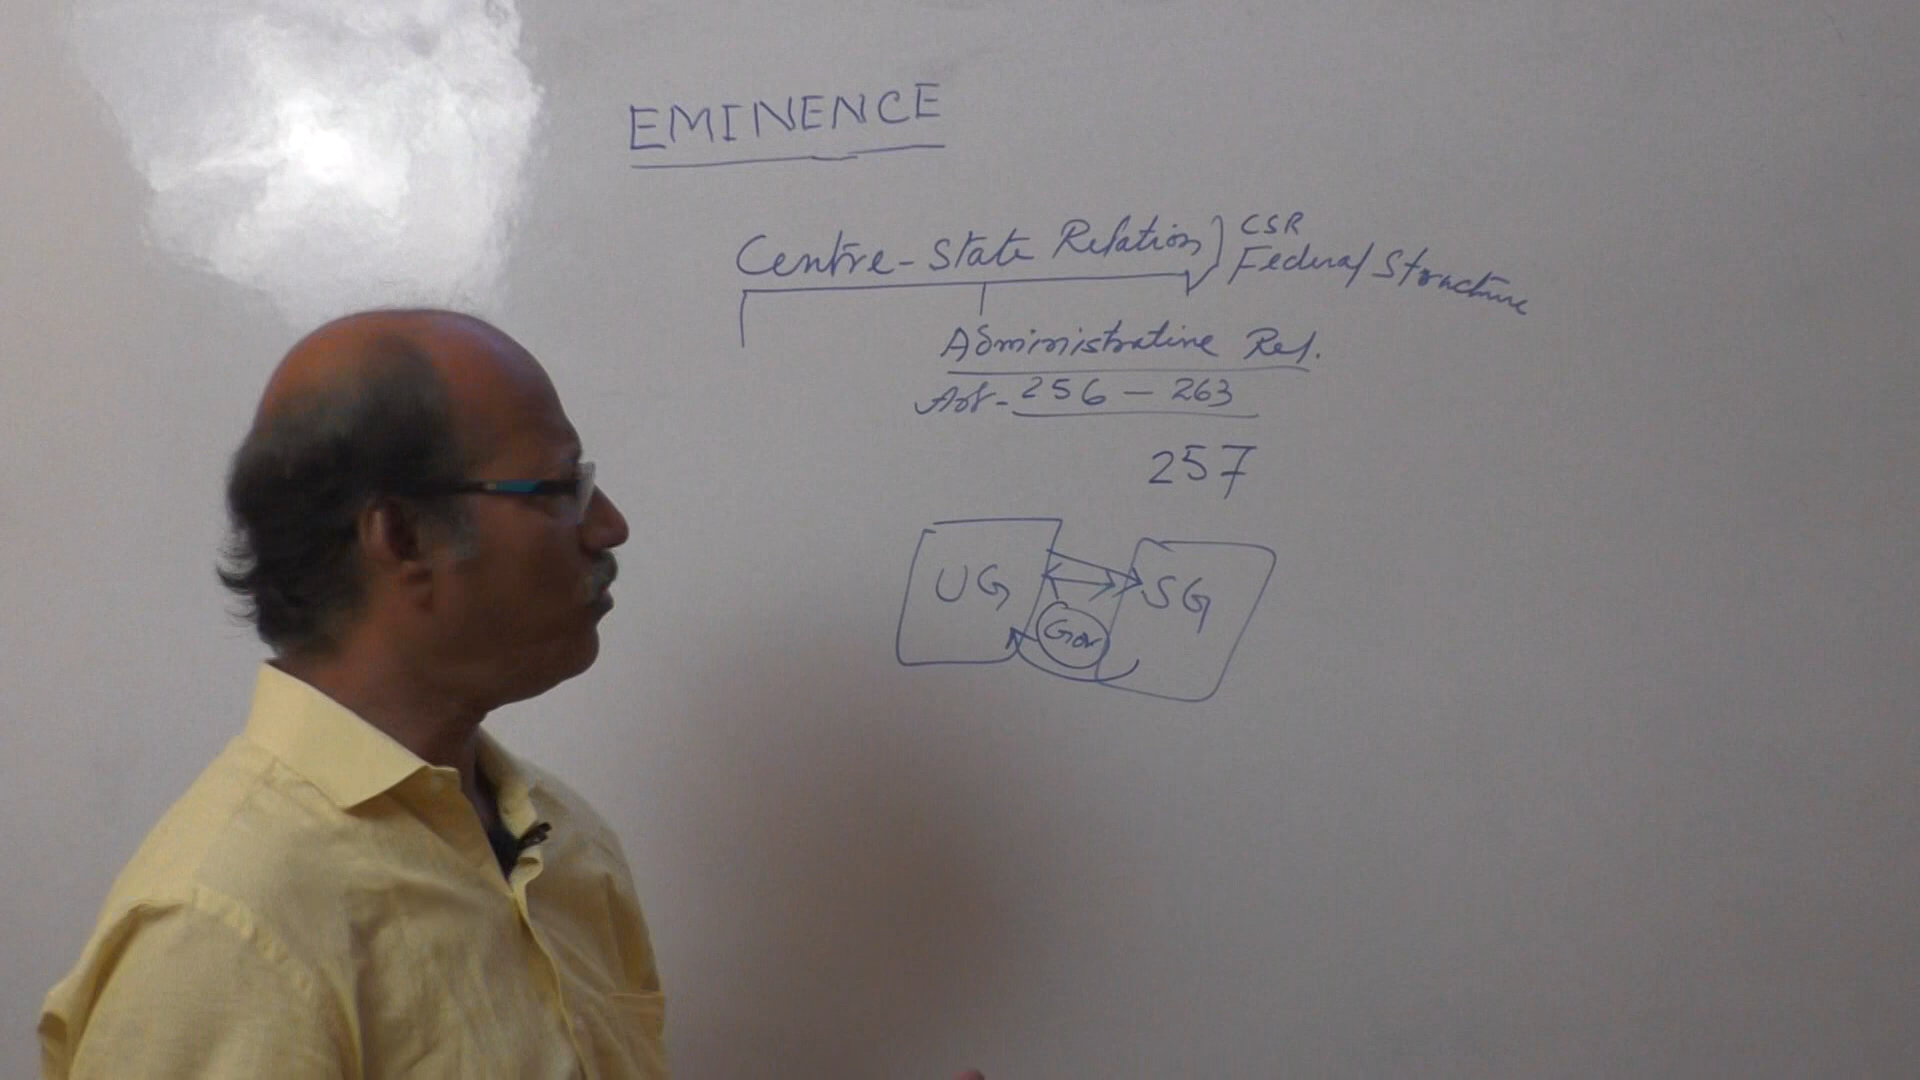 EMINENCE
Centre-State Relation) CSR
Federal Structure
Administrative Rel.
Art- 256 - 263
257
UG
SG
Gov